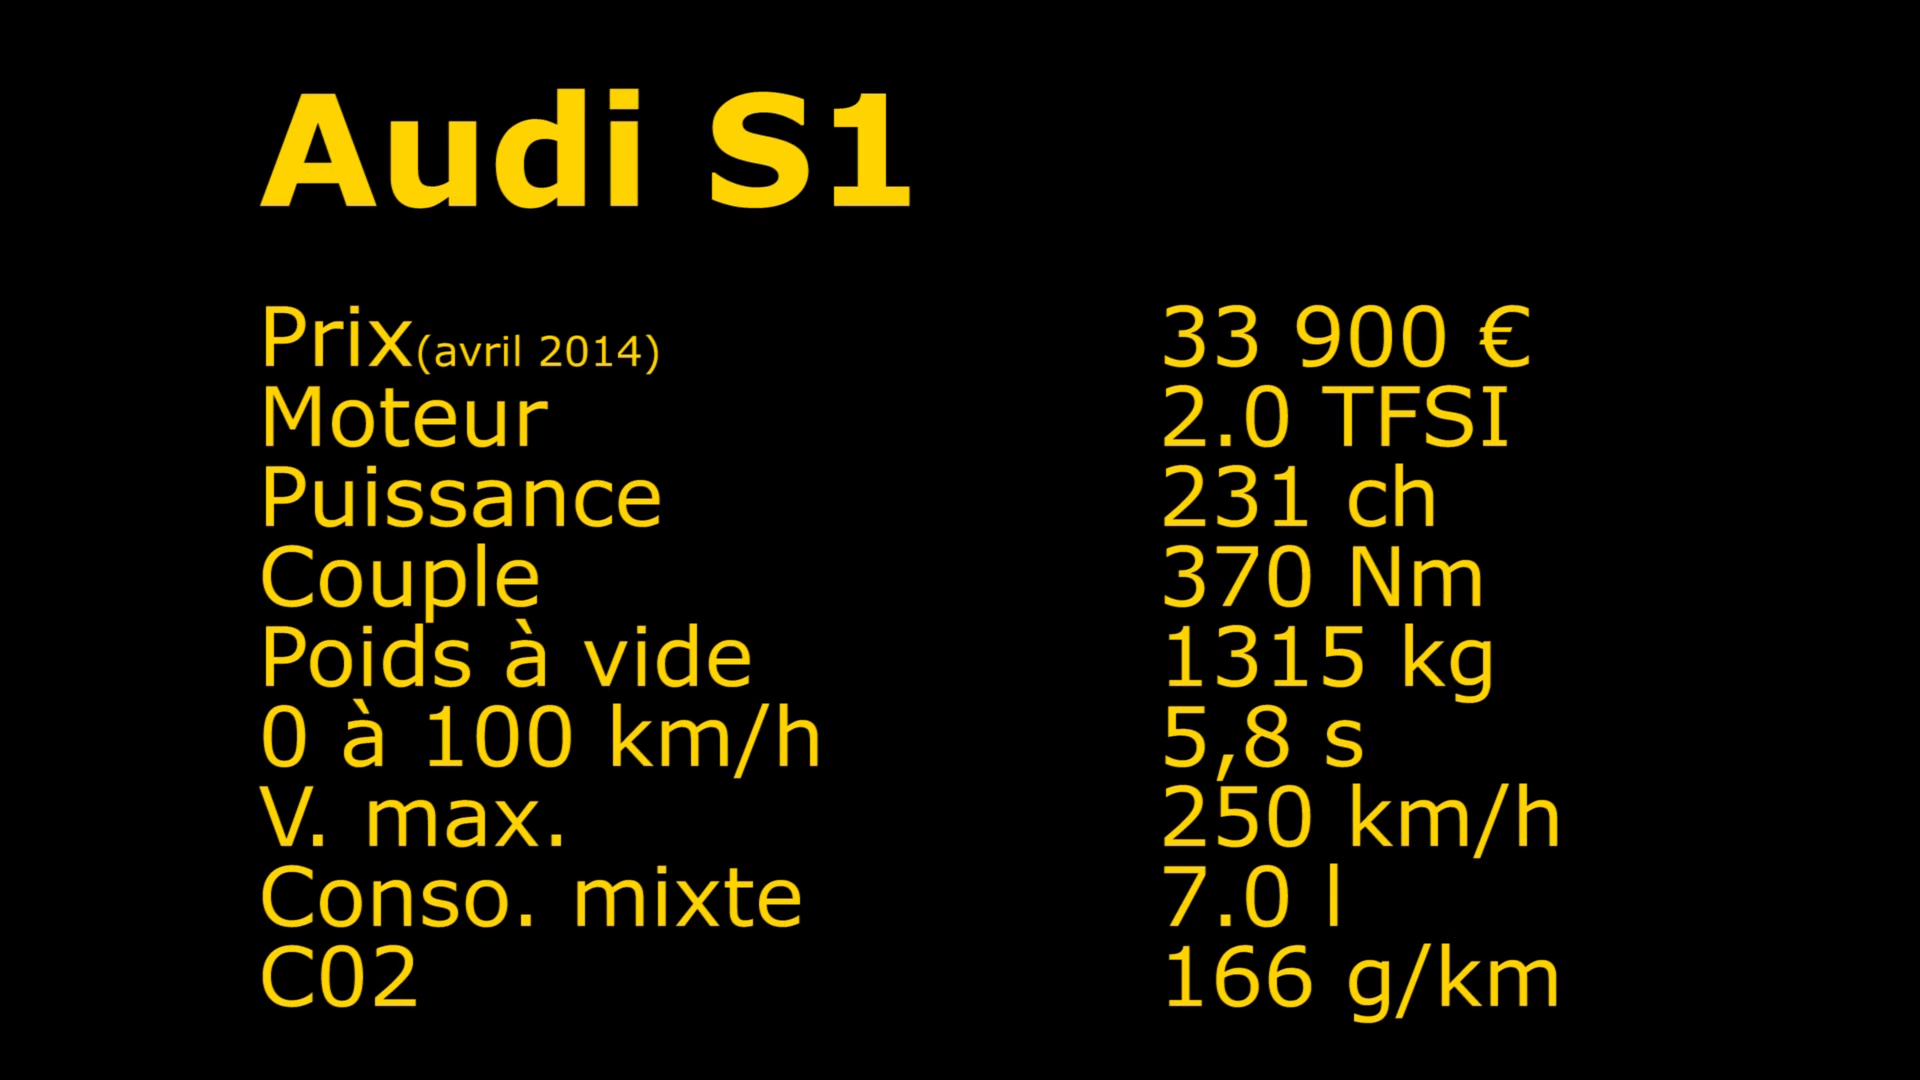 Audi S1
Prix(avril 2014) 33 900 €
Moteur 2.0 TFSI
Puissance 231 ch
Couple 370 Nm
Poids à vide 1315 kg
0 à 100 km/h 5,8 s
V. max. 250 km/h
Conso. mixte 7.0 l
C02 166 g/km